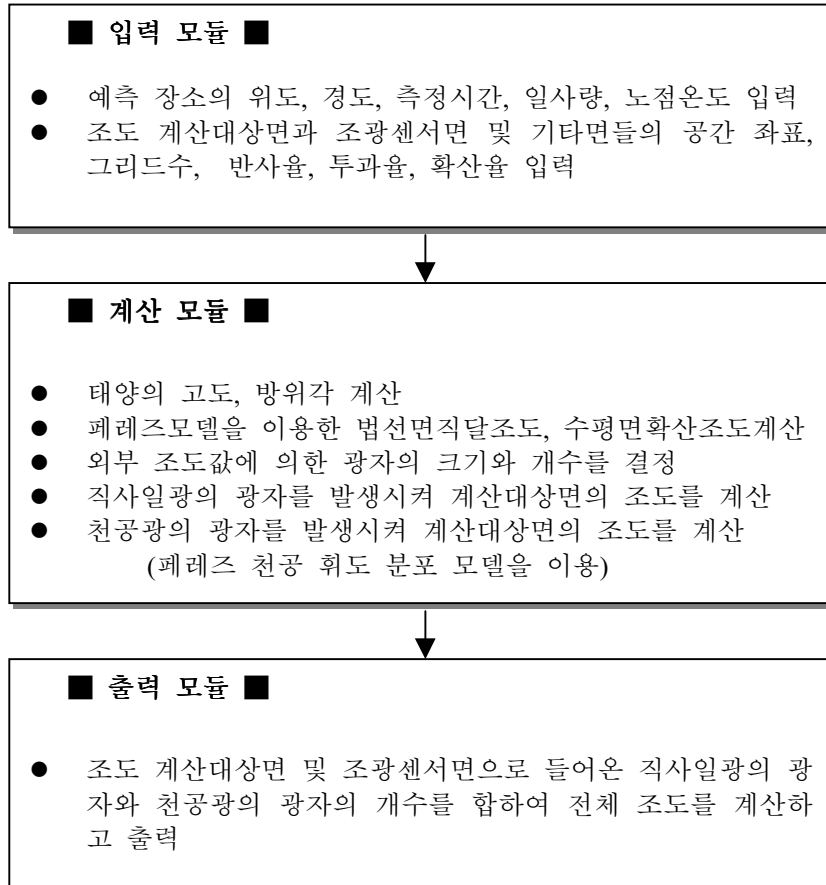 ■ 입력 모듈 ■
● 예측 장소의 위도, 경도, 측정시간, 일사량, 노점온도 입력
● 조도 계산대상면과 조광센서면 및 기타면들의 공간 좌표,
그리드수, 반사율, 투과율, 확산율 입력
■ 계산 모듈 ■
● 태양의 고도, 방위각 계산
● 페레즈모델을 이용한 법선면직달조도, 수평면확산조도계산
● 외부 조도값에 의한 광자의 크기와 개수를 결정
● 직사일광의 광자를 발생시켜 계산대상면의 조도를 계산
● 천공광의 광자를 발생시켜 계산대상면의 조도를 계산
(페레즈 천공 휘도 분포 모델을 이용)
■ 출력 모듈 ■
● 조도 계산대상면 및 조광센서면으로 들어온 직사일광의 광
자와 천공광의 광자의 개수를 합하여 전체 조도를 계산하
고 출력